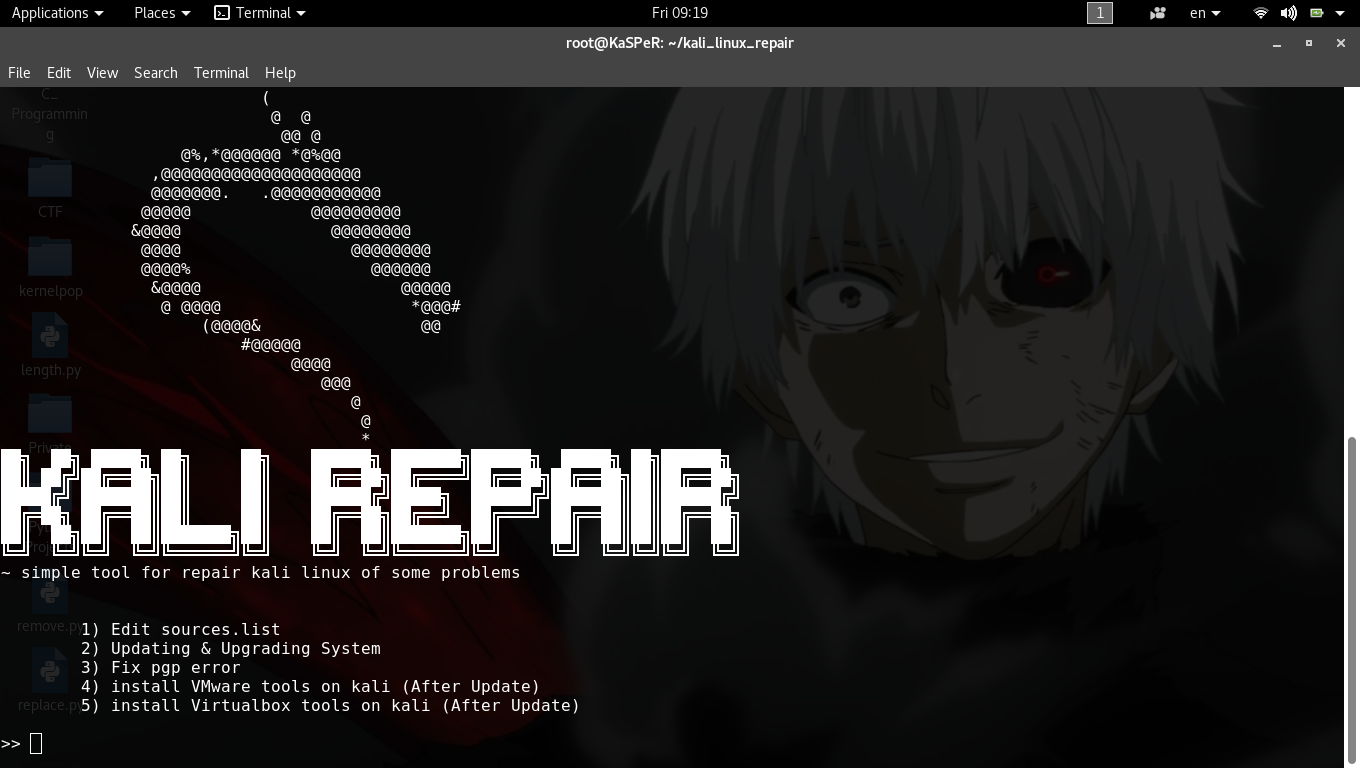 Applications Places Terminal Fri 09:19 1 en
root@KaSPeR: ~/kali_linux_repair
File Edit View Search Terminal Help
C_
Programmin
g
CTF
kernelpop
length.py
Private
remove.py
replace.py
(
@  @
@@ @
@%,*@@@@@@ *@%@@
,@@@@@@@@@@@@@@@@@@@@
@@@@@@@.   .@@@@@@@@@@@
@@@@@            @@@@@@@@@
&@@@@               @@@@@@@@
@@@@                 @@@@@@@@
@@@@%                  @@@@@@
&@@@@                    @@@@@
@ @@@@                   *@@@#
(@@@@&                @@
#@@@@@
@@@@
@@@
@
@
*
KALI REPAIR
~ simple tool for repair kali linux of some problems
1) Edit sources.list
2) Updating & Upgrading System
3) Fix pgp error
4) install VMware tools on kali (After Update)
5) install Virtualbox tools on kali (After Update)
>>